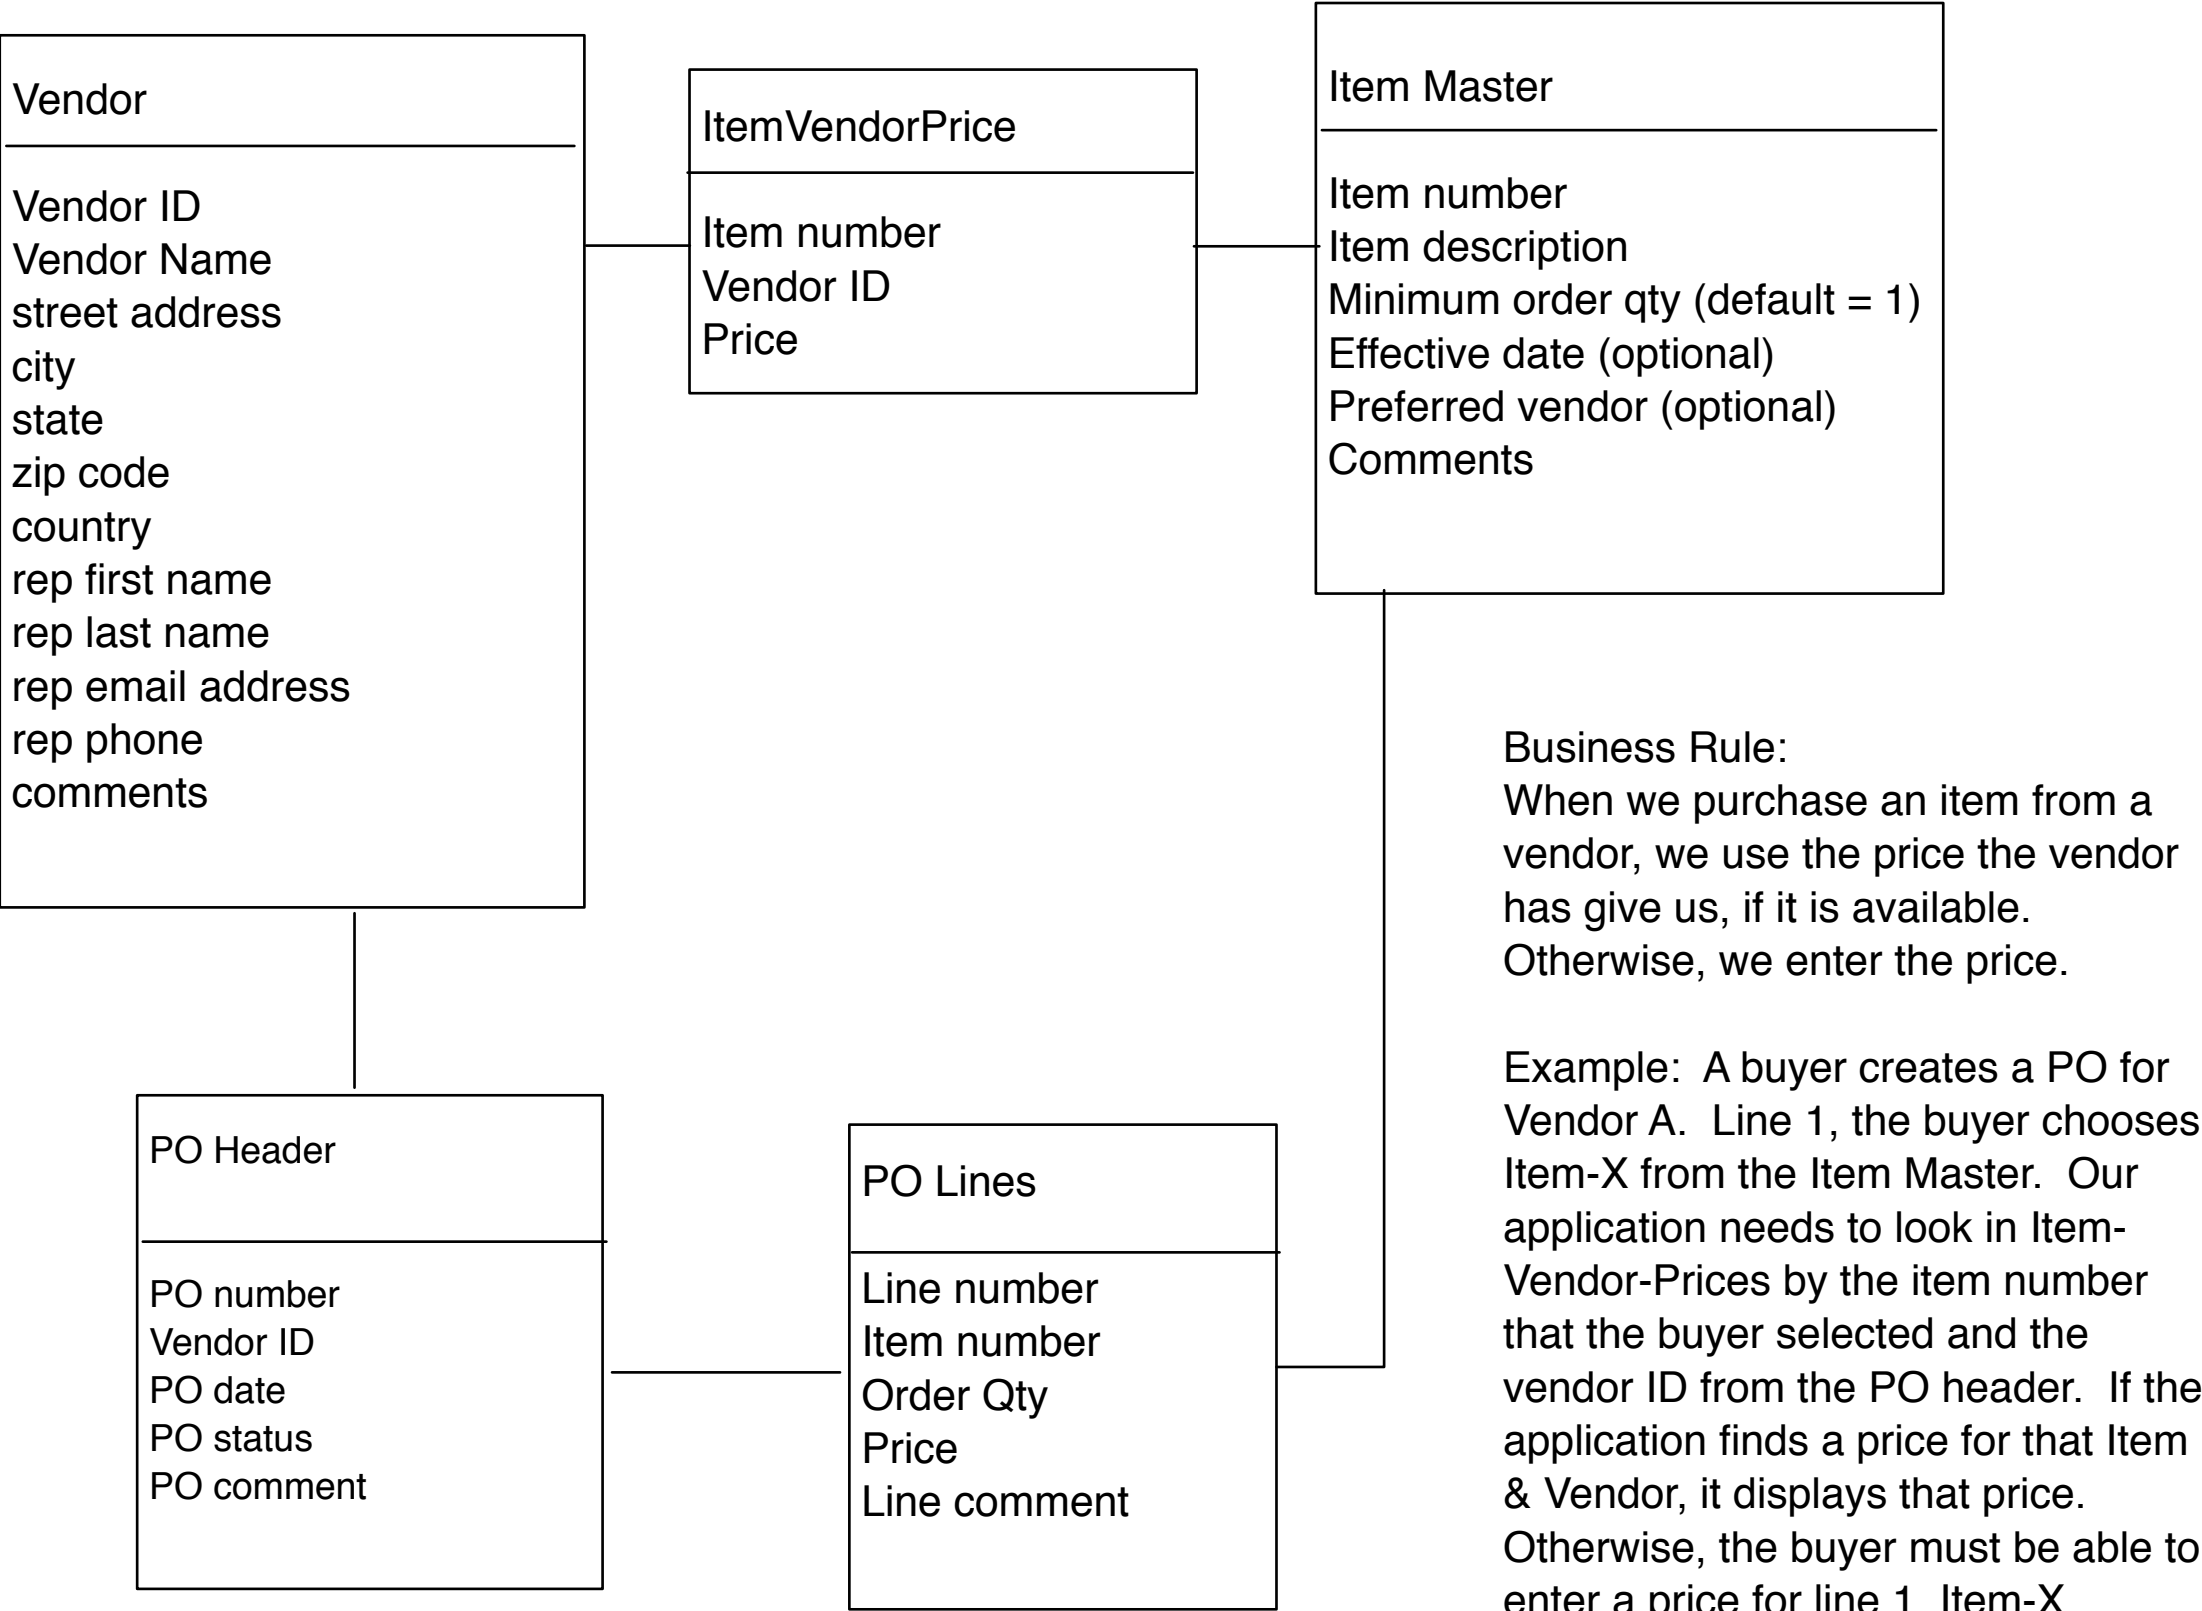 Vendor
Vendor ID
Vendor Name
street address
city
state
zip code
country
rep first name
rep last name
rep email address
rep phone
comments
ItemVendorPrice
Item number
Vendor ID
Price
Item Master
Item number
Item description
Minimum order qty (default = 1)
Effective date (optional)
Preferred vendor (optional)
Comments
PO Header
PO number
Vendor ID
PO date
PO status
PO comment
PO Lines
Line number
Item number
Order Qty
Price
Line comment
Business Rule:
When we purchase an item from a
vendor, we use the price the vendor
has give us, if it is available.
Otherwise, we enter the price.
Example:  A buyer creates a PO for
Vendor A.  Line 1, the buyer chooses
Item-X from the Item Master.  Our
application needs to look in Item-
Vendor-Prices by the item number
that the buyer selected and the
vendor ID from the PO header.  If the
application finds a price for that Item
& Vendor, it displays that price.
Otherwise, the buyer must be able to
enter a price for line 1  Item-X